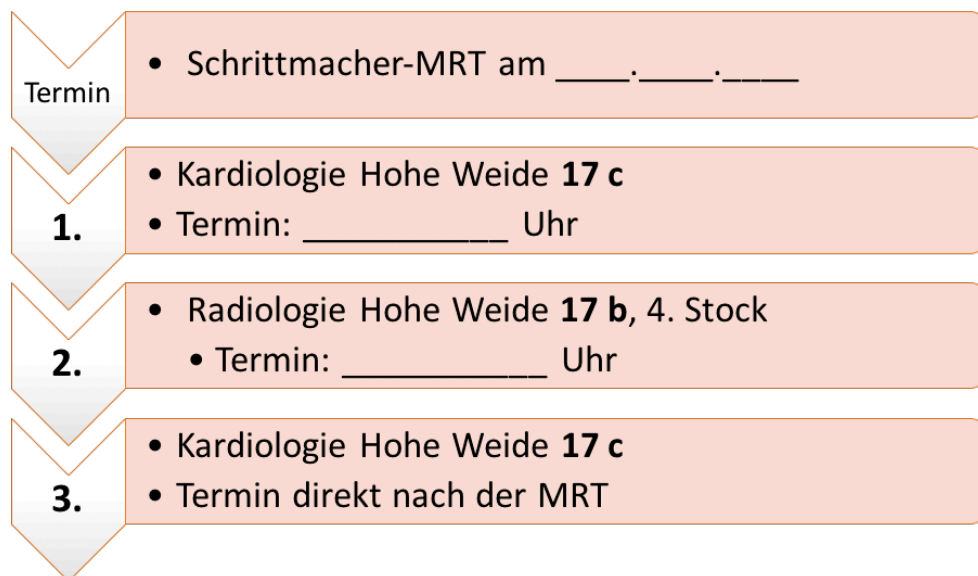 Termin
• Schrittmacher-MRT am ____.____.____
1.
• Kardiologie Hohe Weide 17 c
• Termin: ___________ Uhr
2.
• Radiologie Hohe Weide 17 b, 4. Stock
• Termin: ___________ Uhr
3.
• Kardiologie Hohe Weide 17 c
• Termin direkt nach der MRT